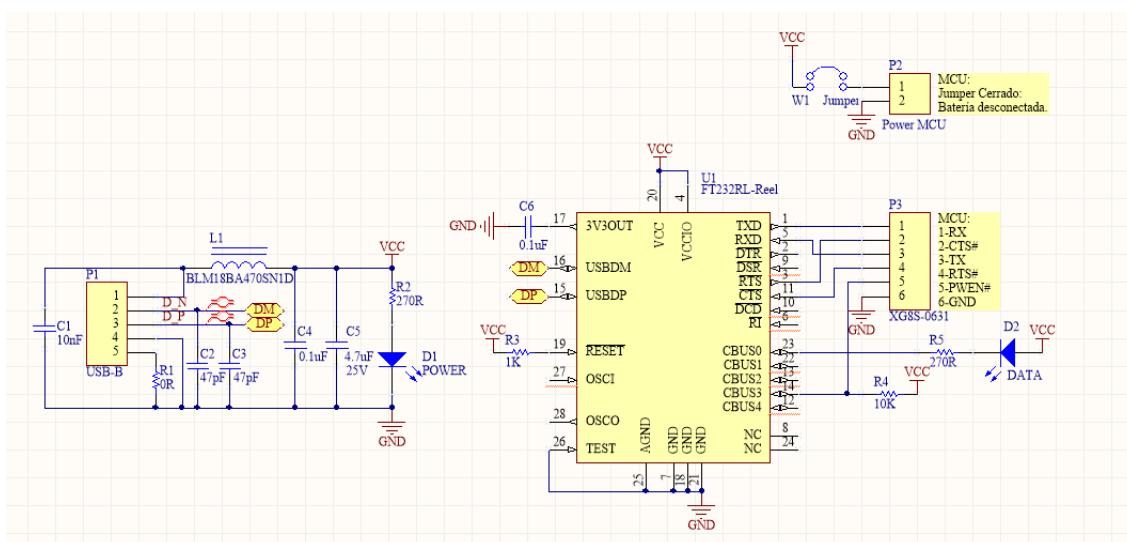 VCC
W1
Jumper
P2
1
2
MCU:
Jumper Cerrado:
Batería desconectada.
Power MCU
GND
VCC
U1
FT232RL-Reel
20
4
VCC
VCCIO
C6
0.1uF
GND
17
3V3OUT
DM
16
USBDM
DP
15
USBDP
VCC
R3
1K
19
RESET
27
OSCI
28
OSCO
26
TEST
AGND
GND
GND
GND
25
7
18
21
GND
TXD
1
RXD
5
DTR
2
DSR
9
RTS
3
CTS
11
DCD
10
RI
6
CBUS0
23
CBUS1
22
CBUS2
13
CBUS3
14
CBUS4
12
NC
8
NC
24
P3
1
2
3
4
5
6
MCU:
1-RX
2-CTS#
3-TX
4-RTS#
5-PWEN#
6-GND
XG8S-0631
GND
R5
270R
D2
DATA
VCC
R4
10K
VCC
L1
BLM18BA470SN1D
P1
1
2
3
4
5
USB-B
D_N
D_P
DM
DP
C1
10nF
R1
0R
C2
47pF
C3
47pF
C4
0.1uF
C5
4.7uF
25V
VCC
R2
270R
D1
POWER
GND